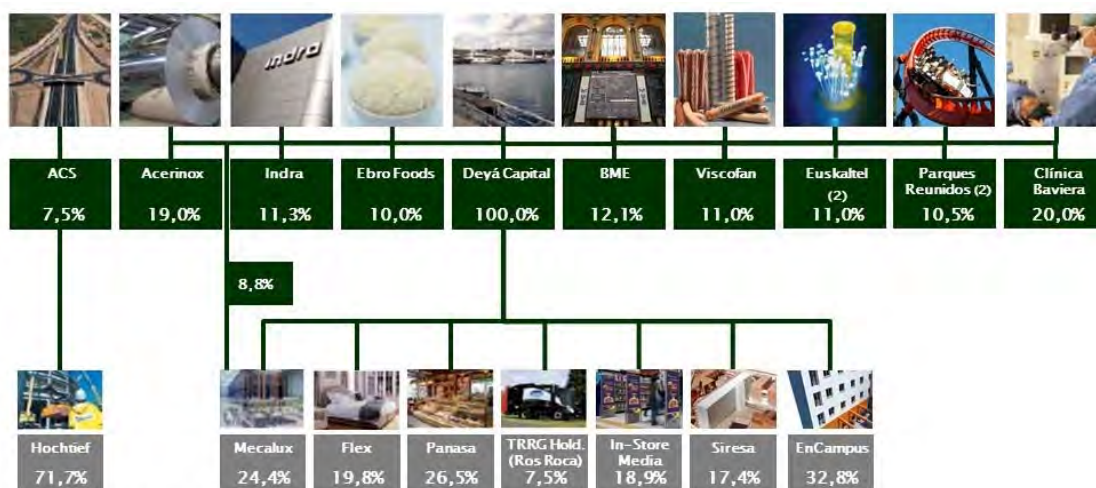 indra
ACS
7,5%
Acerinox
19,0%
Indra
11,3%
Ebro Foods
10,0%
Deyá Capital
100,0%
BME
12,1%
Viscofan
11,0%
Euskaltel
(2)
11,0%
Parques
Reunidos (2)
10,5%
Clínica
Baviera
20,0%
8,8%
Hochtief
71,7%
Mecalux
24,4%
Flex
19,8%
Panasa
26,5%
TRRG Hold.
(Ros Roca)
7,5%
In-Store
Media
18,9%
Siresa
17,4%
EnCampus
32,8%